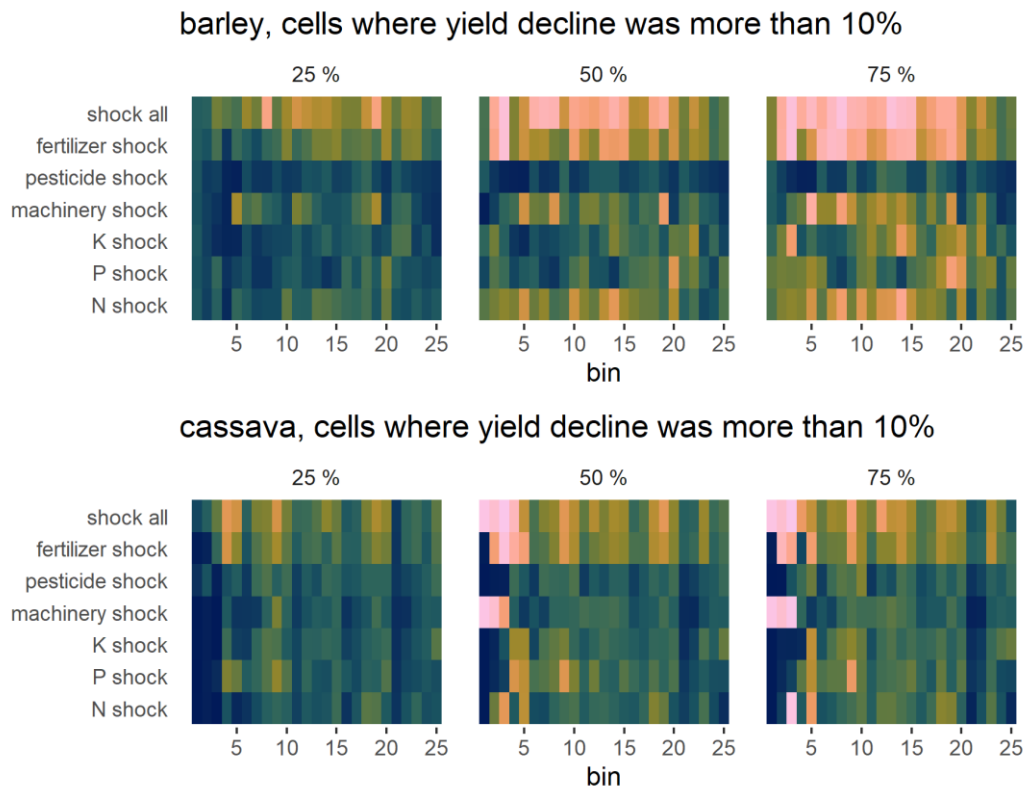 barley, cells where yield decline was more than 10%
25 %
50 %
75 %
shock all
fertilizer shock
pesticide shock
machinery shock
K shock
P shock
N shock
5 10 15 20 25
5 10 15 20 25
5 10 15 20 25
bin
cassava, cells where yield decline was more than 10%
25 %
50 %
75 %
shock all
fertilizer shock
pesticide shock
machinery shock
K shock
P shock
N shock
5 10 15 20 25
5 10 15 20 25
5 10 15 20 25
bin